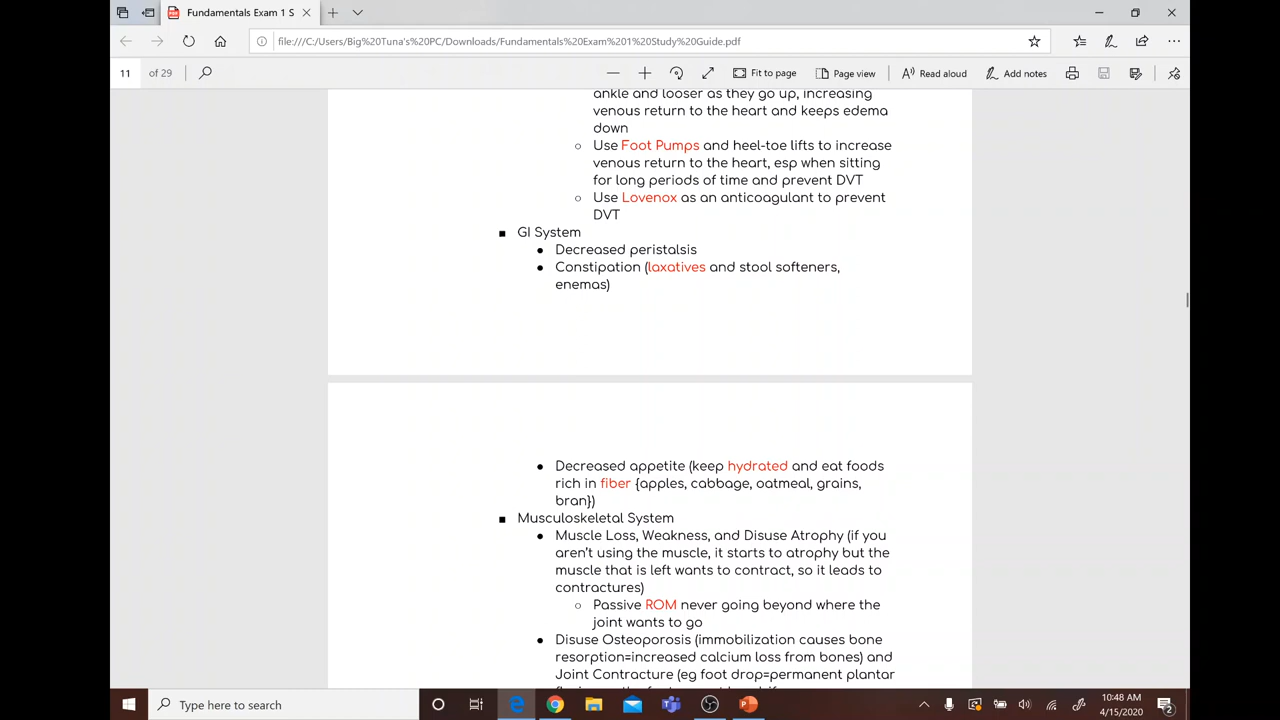 Fundamentals Exam 1 S
file:///C:/Big%20Tuna's%20PC/Downloads/Fundamentals%20Exam%201%20Study%20Guide.pdf
11 of 29
Fit to page
Page view
Read aloud
Add notes
ankle and looser as they go up, increasing
venous return to the heart and keeps edema
down
○ Use Foot Pumps and heel-toe lifts to increase
venous return to the heart, esp when sitting
for long periods of time and prevent DVT
○ Use Lovenox as an anticoagulant to prevent
DVT
■ GI System
● Decreased peristalsis
● Constipation (laxatives and stool softeners,
enemas)
● Decreased appetite (keep hydrated and eat foods
rich in fiber {apples, cabbage, oatmeal, grains,
bran})
■ Musculoskeletal System
● Muscle Loss, Weakness, and Disuse Atrophy (if you
aren't using the muscle, it starts to atrophy but the
muscle that is left wants to contract, so it leads to
contractures)
○ Passive ROM never going beyond where the
joint wants to go
● Disuse Osteoporosis (immobilization causes bone
resorption=increased calcium loss from bones) and
Joint Contracture (eg foot drop=permanent plantar
Type here to search
10:48 AM
4/15/2020
2